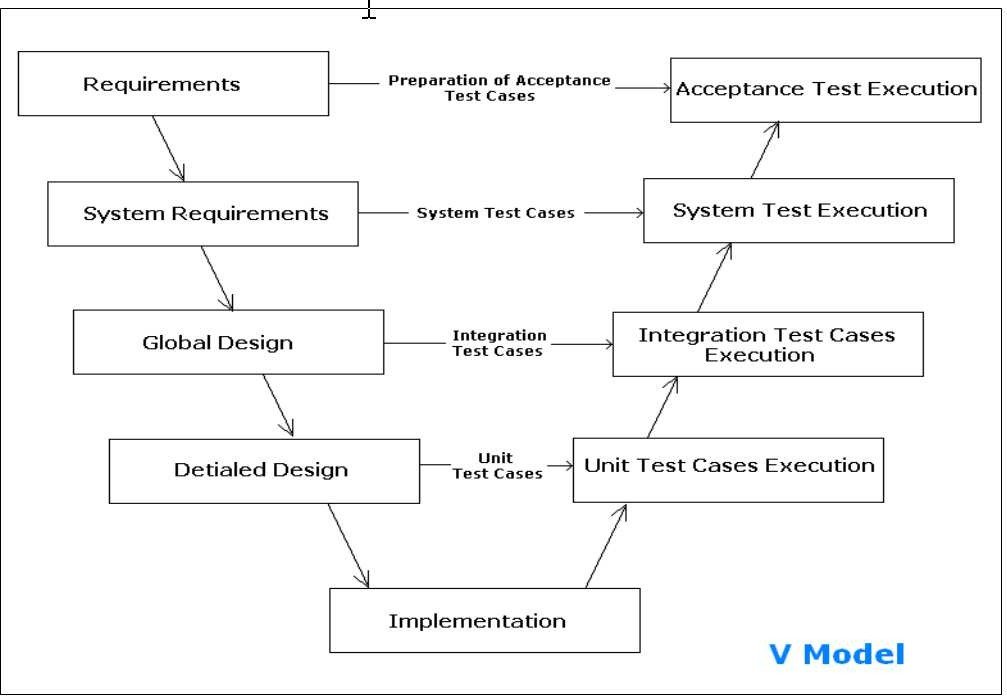 Requirements
Preparation of Acceptance
Test Cases
Acceptance Test Execution
System Requirements
System Test Cases
System Test Execution
Global Design
Integration
Test Cases
Integration Test Cases
Execution
Detialed Design
Unit
Test Cases
Unit Test Cases Execution
Implementation
V Model